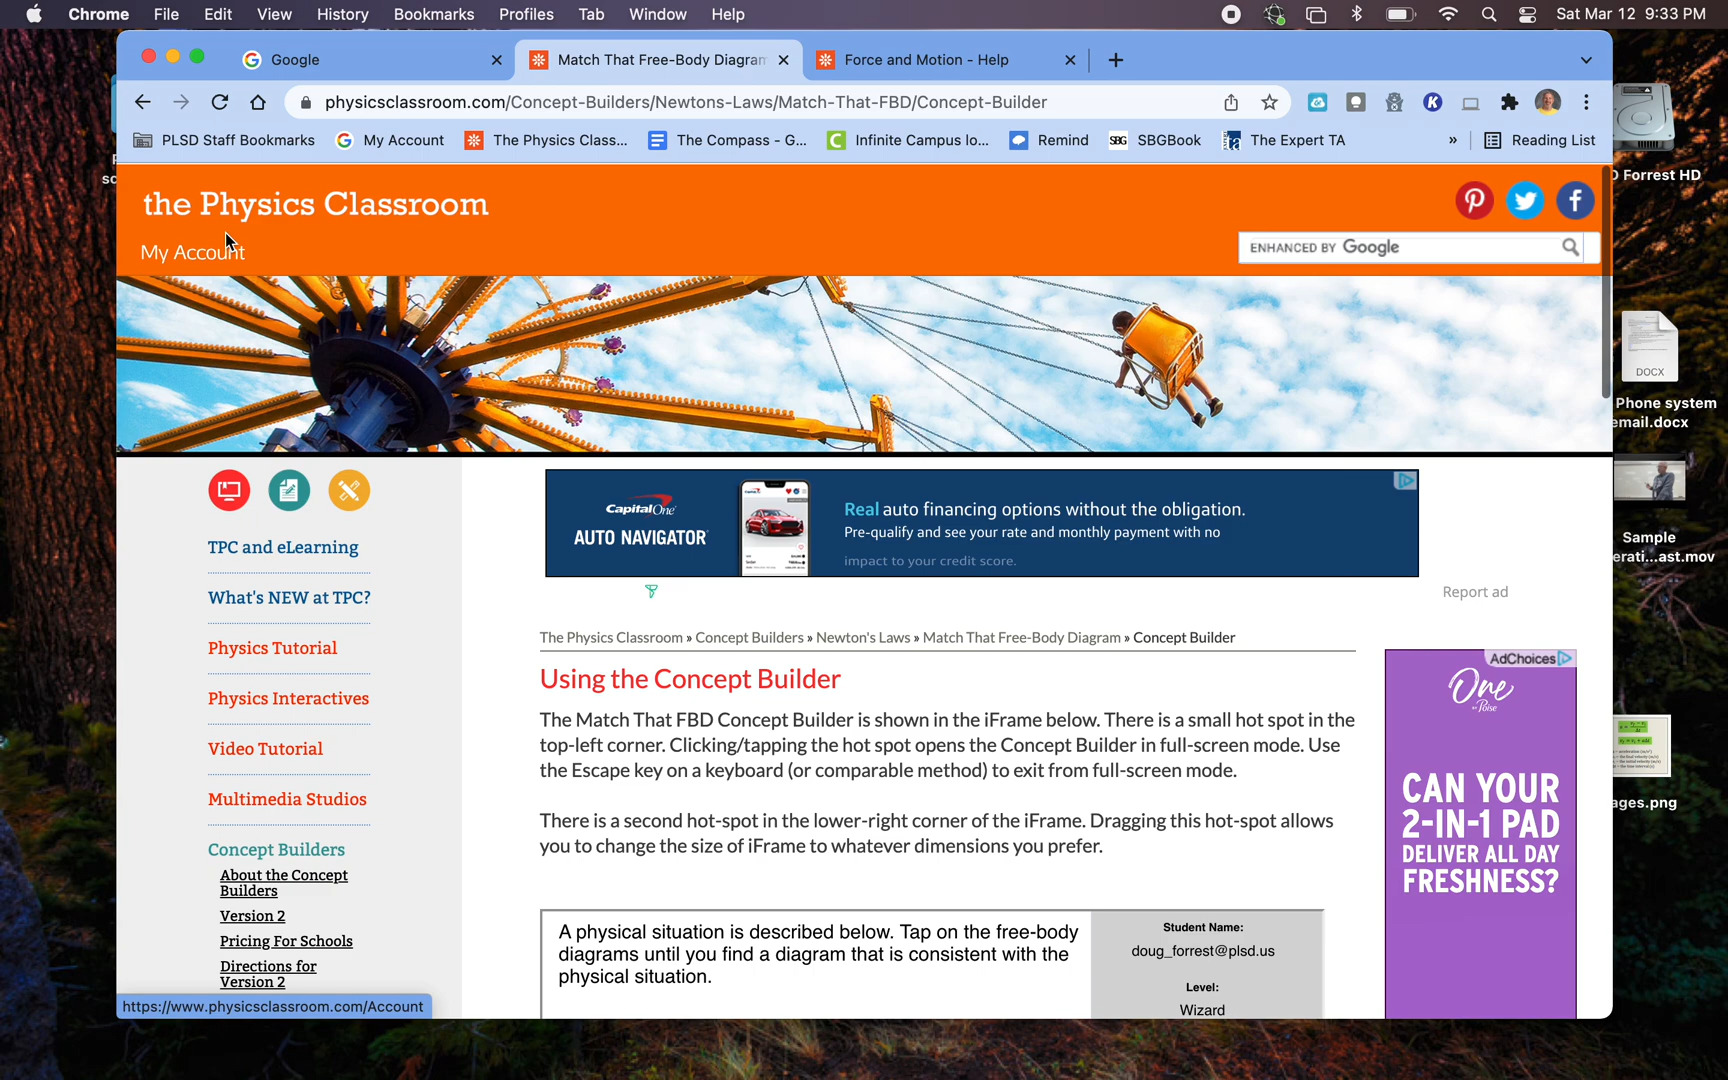 Chrome File Edit View History Bookmarks Profiles Tab Window Help Sat Mar 12 9:33 PM
Google Match That Free-Body Diagram Force and Motion - Help
physicsclassroom.com/Concept-Builders/Newtons-Laws/Match-That-FBD/Concept-Builder
PLSD Staff Bookmarks My Account The Physics Class... The Compass - G... Infinite Campus lo... Remind SBG SBGBook The Expert TA » Reading List
the Physics Classroom
My Account
ENHANCED BY Google
Forrest HD
DOCX
Phone system
email.docx
Sample
erati...ast.mov
ages.png
Capital One
AUTO NAVIGATOR
Real auto financing options without the obligation.
Pre-qualify and see your rate and monthly payment with no
impact to your credit score.
Report ad
TPC and eLearning
What's NEW at TPC?
Physics Tutorial
Physics Interactives
Video Tutorial
Multimedia Studios
Concept Builders
About the Concept
Builders
Version 2
Pricing For Schools
Directions for
Version 2
https://www.physicsclassroom.com/Account
The Physics Classroom » Concept Builders » Newton's Laws » Match That Free-Body Diagram » Concept Builder
Using the Concept Builder
The Match That FBD Concept Builder is shown in the iFrame below. There is a small hot spot in the
top-left corner. Clicking/tapping the hot spot opens the Concept Builder in full-screen mode. Use
the Escape key on a keyboard (or comparable method) to exit from full-screen mode.
There is a second hot-spot in the lower-right corner of the iFrame. Dragging this hot-spot allows
you to change the size of iFrame to whatever dimensions you prefer.
A physical situation is described below. Tap on the free-body
diagrams until you find a diagram that is consistent with the
physical situation.
Student Name:
doug_forrest@plsd.us
Level:
Wizard
AdChoices
One
BY Poise
CAN YOUR
2-IN-1 PAD
DELIVER ALL DAY
FRESHNESS?